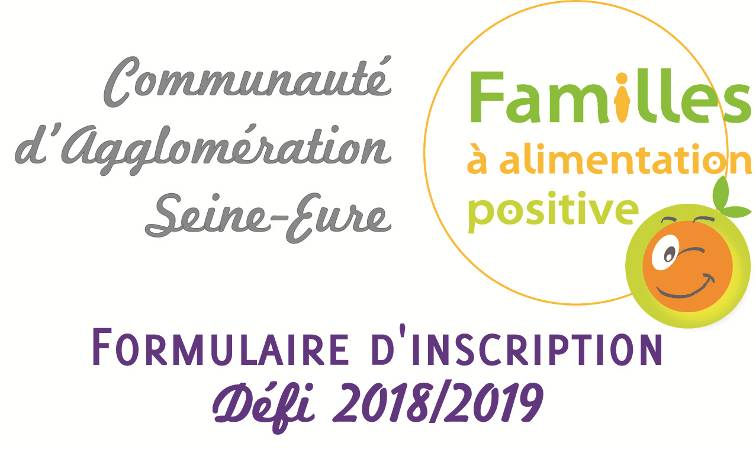 Communauté
d'Agglomération
Seine-Eure
Familles
à alimentation
positive
FORMULAIRE D'INSCRIPTION
Défi 2018/2019